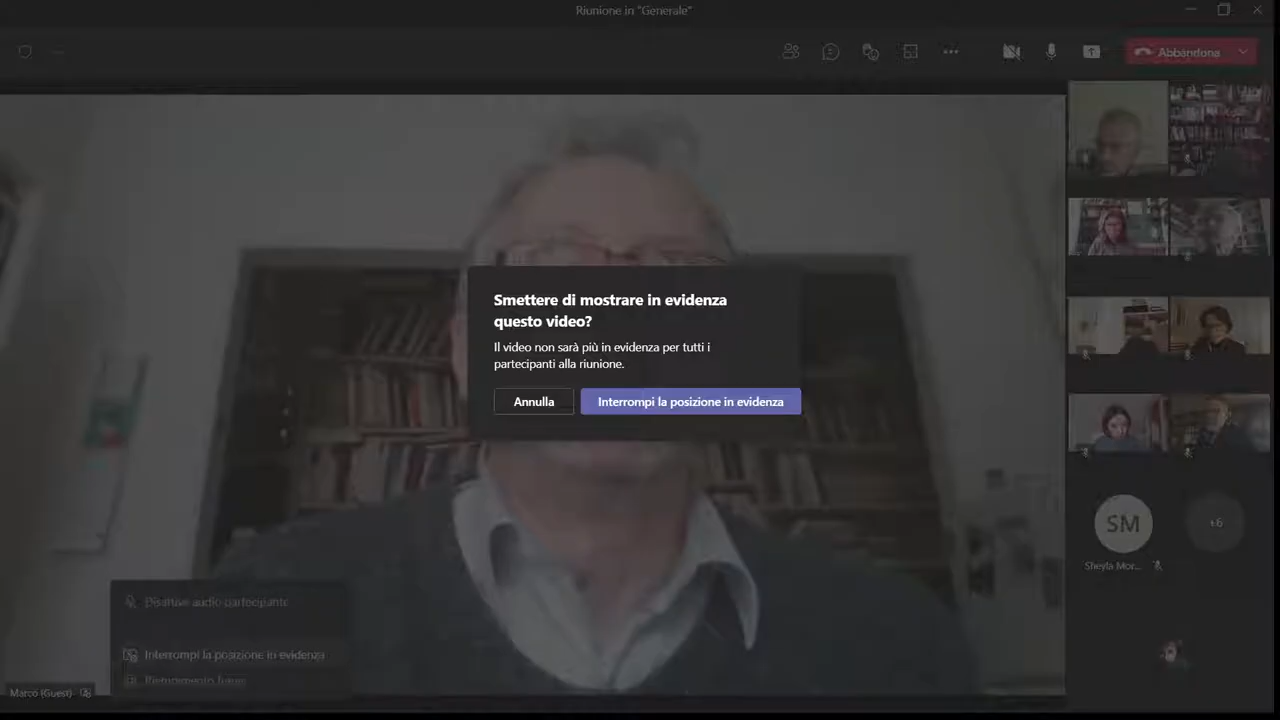 Riunione in "Generale"
Abbandona
Smettere di mostrare in evidenza
questo video?
Il video non sarà più in evidenza per tutti i
partecipanti alla riunione.
Annulla
Interrompi la posizione in evidenza
SM
+6
Sheyla Mor...
Disattiva audio partecipante
Interrompi la posizione in evidenza
Marco (Guest)